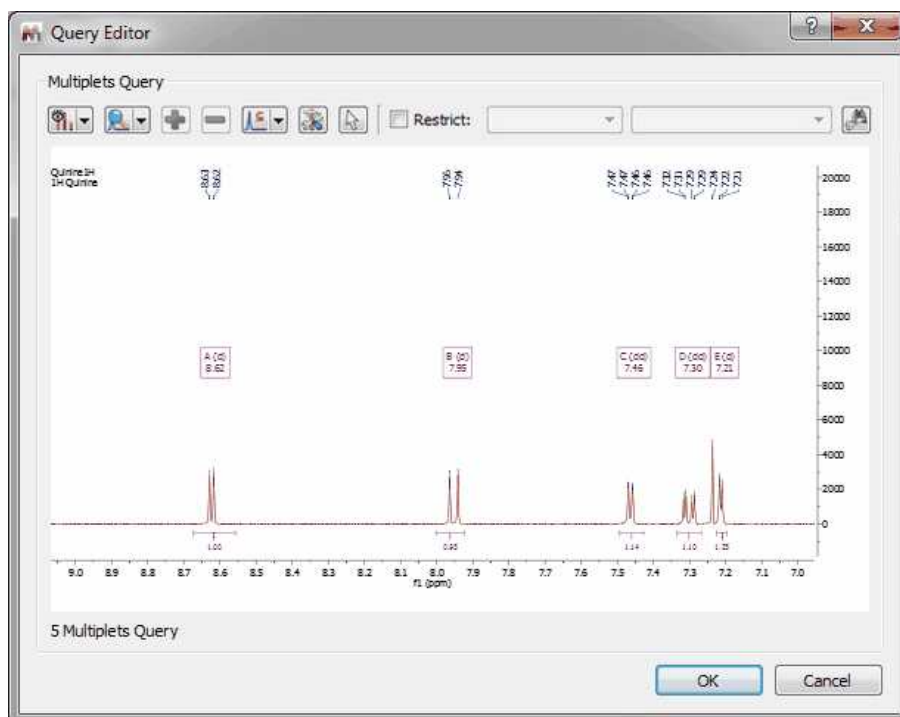 Query Editor
Multiplets Query
Restrict:
Quinine1H
1H Quinine
8.63
8.62
7.96
7.94
7.47
7.47
7.46
7.46
7.32
7.31
7.29
7.29
7.24
7.22
7.21
20000
18000
16000
14000
12000
10000
8000
6000
4000
2000
0
A (d)
8.62
B (d)
7.95
C (dd)
7.46
D (dd)
7.30
E (d)
7.21
1.00
0.95
1.14
1.10
9.0 8.9 8.8 8.7 8.6 8.5 8.4 8.3 8.2 8.1 8.0 7.9 7.8 7.7 7.6 7.5 7.4 7.3 7.2 7.1 7.0
f1 (ppm)
5 Multiplets Query
OK Cancel